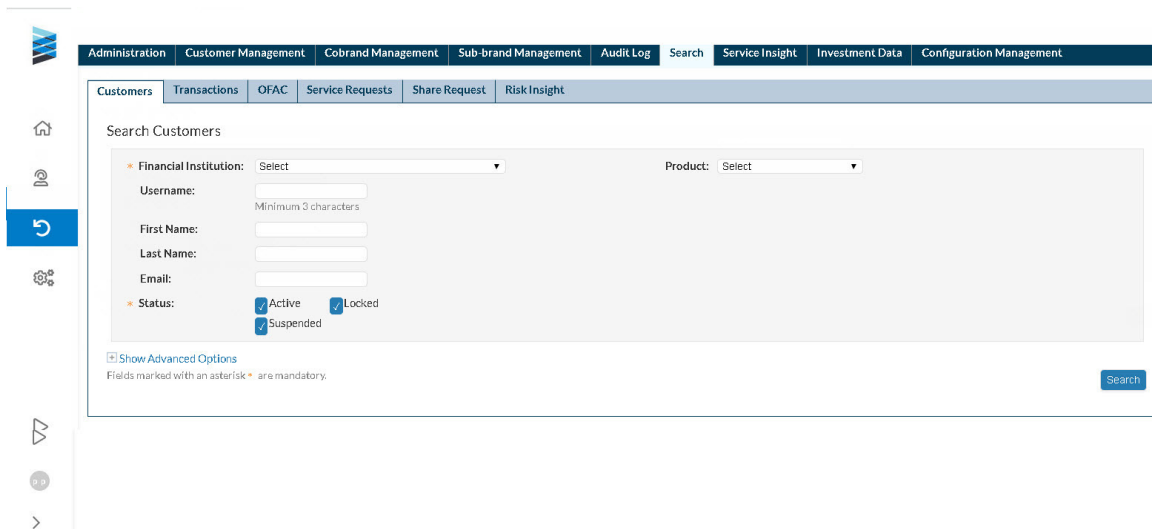 Administration Customer Management Cobrand Management Sub-brand Management Audit Log Search Service Insight Investment Data Configuration Management
Customers Transactions OFAC Service Requests Share Request Risk Insight
Search Customers
* Financial Institution: Select Product: Select
Username:
Minimum 3 characters
First Name:
Last Name:
Email:
* Status: Active Locked
Suspended
Show Advanced Options
Fields marked with an asterisk * are mandatory.
Search